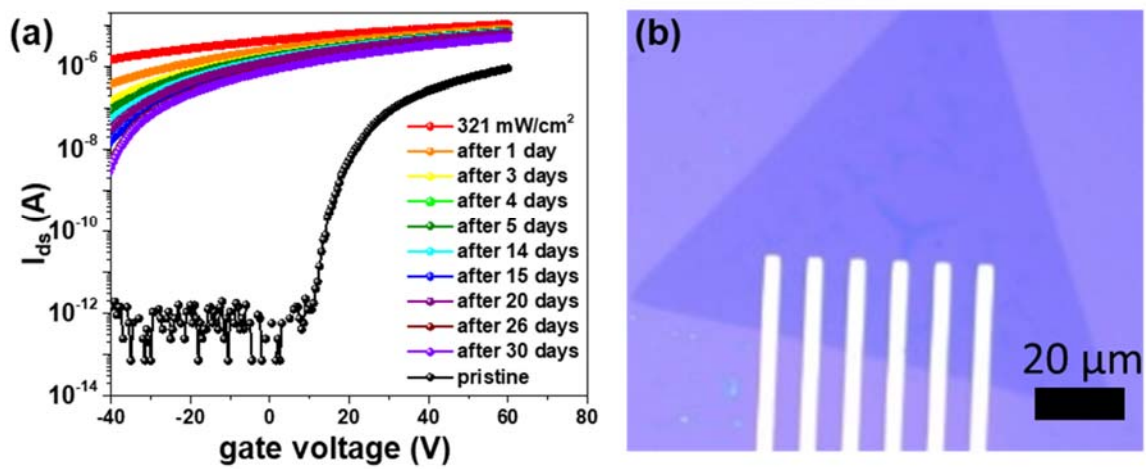 (a)
I_ds (A)
10^-6
10^-8
10^-10
10^-12
10^-14
-40 -20 0 20 40 60 80
gate voltage (V)
321 mW/cm²
after 1 day
after 3 days
after 4 days
after 5 days
after 14 days
after 15 days
after 20 days
after 26 days
after 30 days
pristine
(b)
20 μm